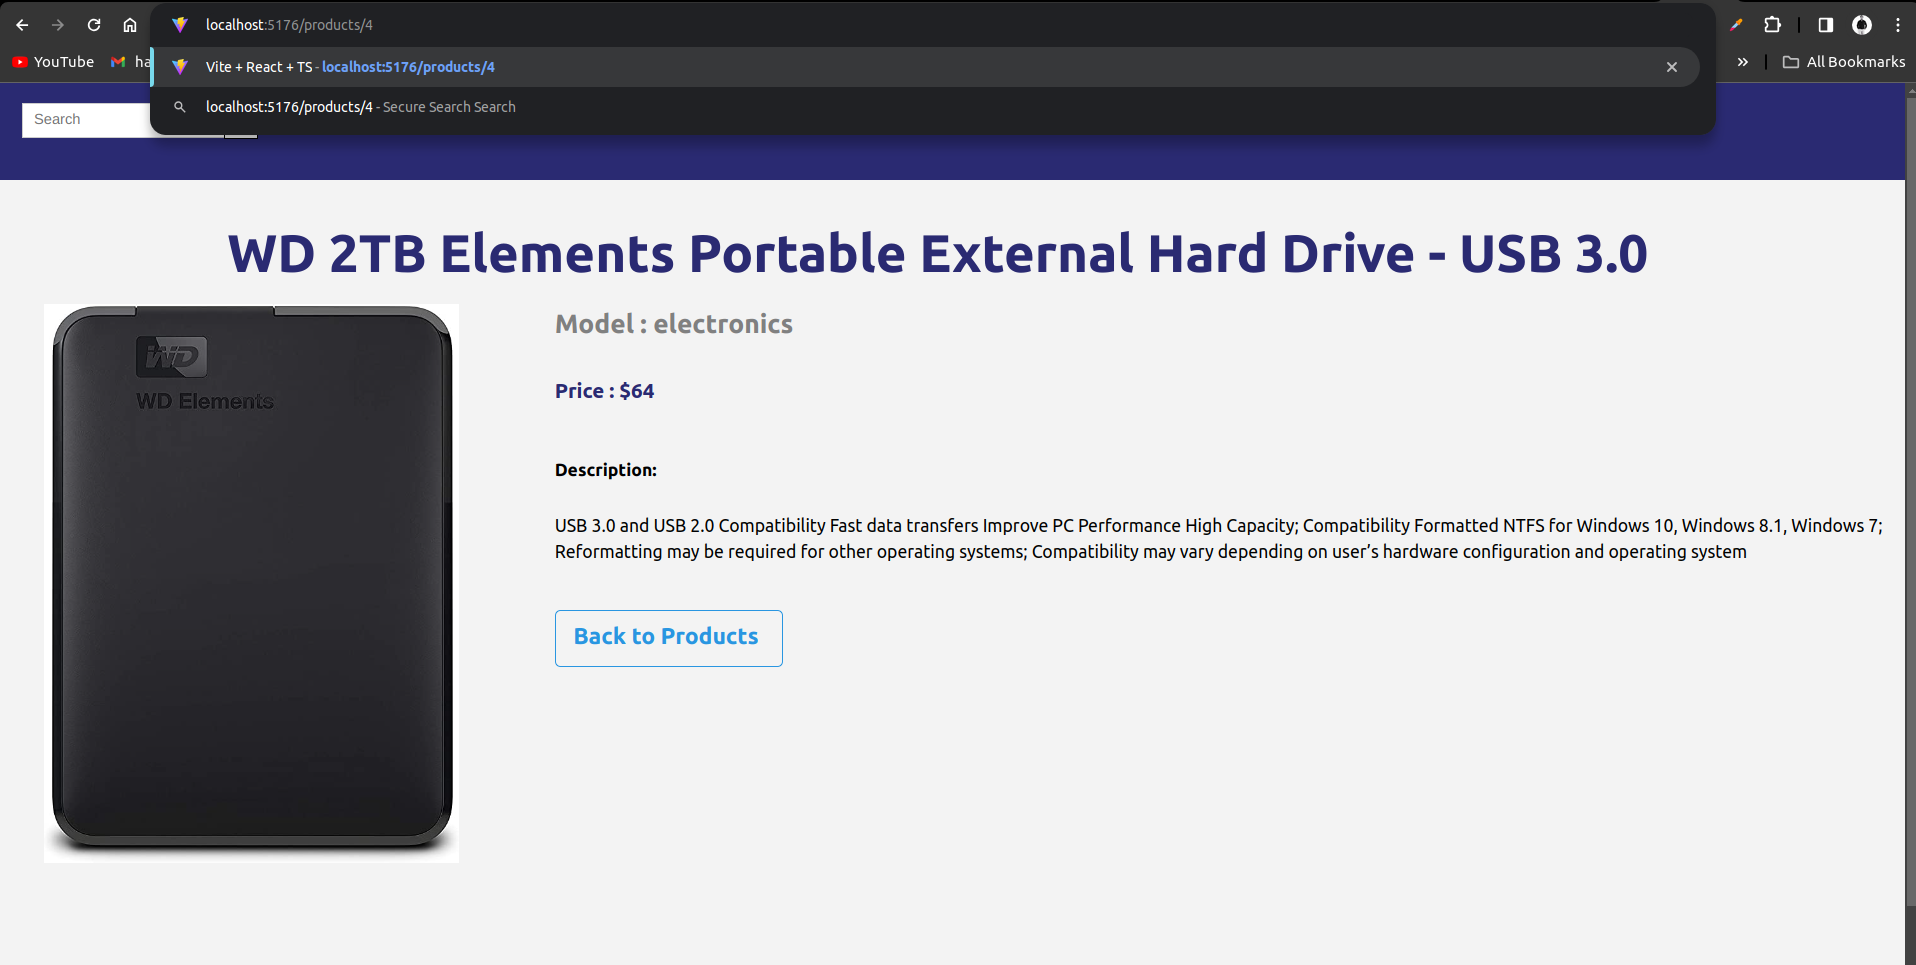 localhost:5176/products/4
Vite + React + TS - localhost:5176/products/4
localhost:5176/products/4 - Secure Search Search
YouTube
ha
All Bookmarks
Search
WD 2TB Elements Portable External Hard Drive - USB 3.0
WD
WD Elements
Model : electronics
Price : $64
Description:
USB 3.0 and USB 2.0 Compatibility Fast data transfers Improve PC Performance High Capacity; Compatibility Formatted NTFS for Windows 10, Windows 8.1, Windows 7;
Reformatting may be required for other operating systems; Compatibility may vary depending on user’s hardware configuration and operating system
Back to Products